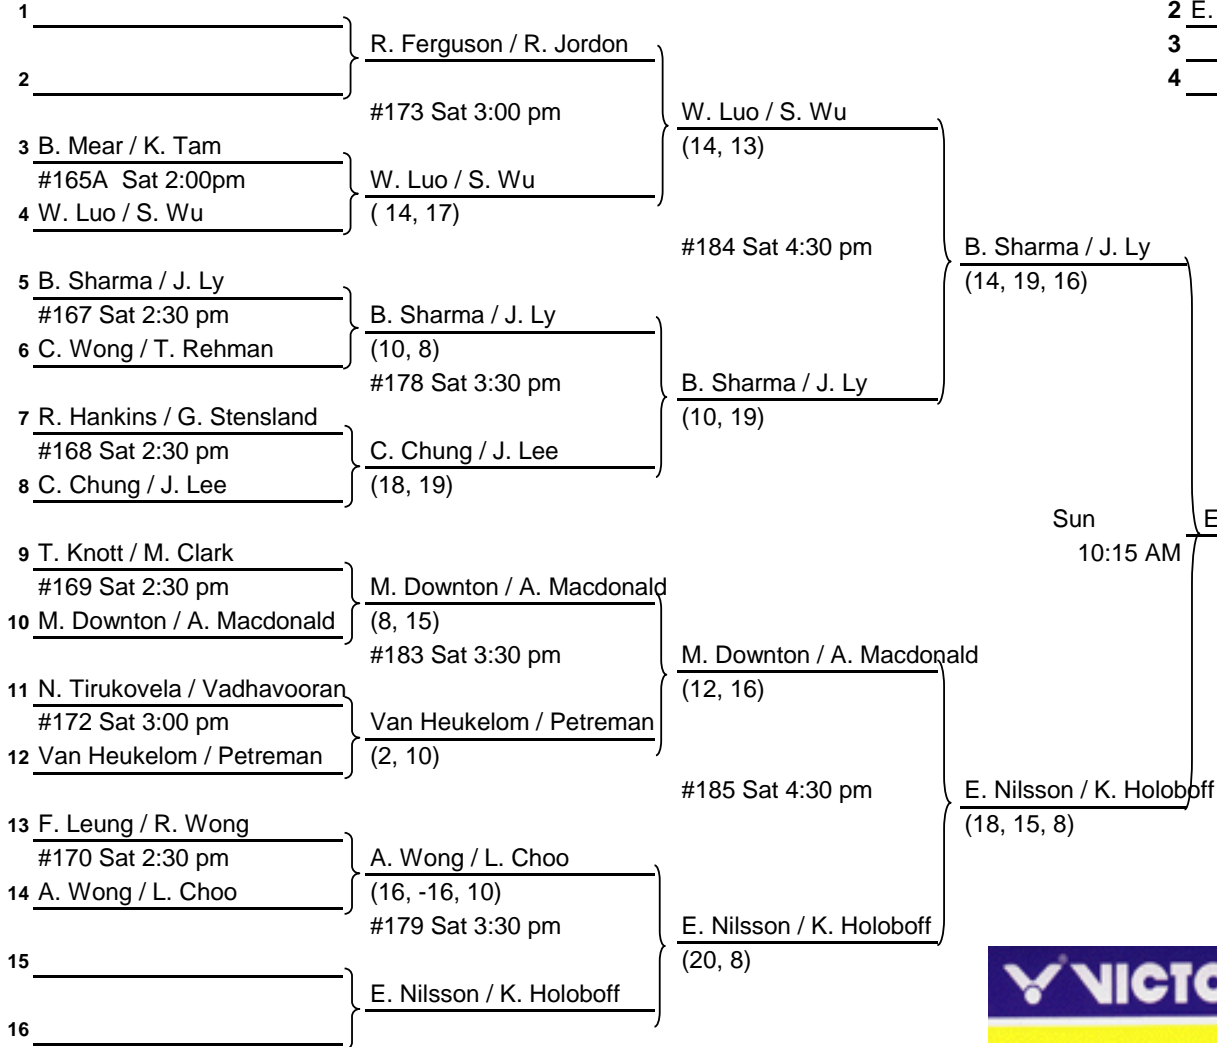 1
2 E.
R. Ferguson / R. Jordon
3
2
4
#173 Sat 3:00 pm
W. Luo / S. Wu
3 B. Mear / K. Tam
(14, 13)
#165A Sat 2:00pm
W. Luo / S. Wu
4 W. Luo / S. Wu
( 14, 17)
#184 Sat 4:30 pm
B. Sharma / J. Ly
5 B. Sharma / J. Ly
(14, 19, 16)
#167 Sat 2:30 pm
B. Sharma / J. Ly
6 C. Wong / T. Rehman
(10, 8)
#178 Sat 3:30 pm
B. Sharma / J. Ly
7 R. Hankins / G. Stensland
(10, 19)
#168 Sat 2:30 pm
C. Chung / J. Lee
8 C. Chung / J. Lee
(18, 19)
Sun
E
9 T. Knott / M. Clark
10:15 AM
#169 Sat 2:30 pm
M. Downton / A. Macdonald
10 M. Downton / A. Macdonald
(8, 15)
#183 Sat 3:30 pm
M. Downton / A. Macdonald
11 N. Tirukovela / Vadhavooran
(12, 16)
#172 Sat 3:00 pm
Van Heukelom / Petreman
12 Van Heukelom / Petreman
(2, 10)
#185 Sat 4:30 pm
E. Nilsson / K. Holoboff
13 F. Leung / R. Wong
(18, 15, 8)
#170 Sat 2:30 pm
A. Wong / L. Choo
14 A. Wong / L. Choo
(16, -16, 10)
#179 Sat 3:30 pm
E. Nilsson / K. Holoboff
15
(20, 8)
E. Nilsson / K. Holoboff
VICTO
16